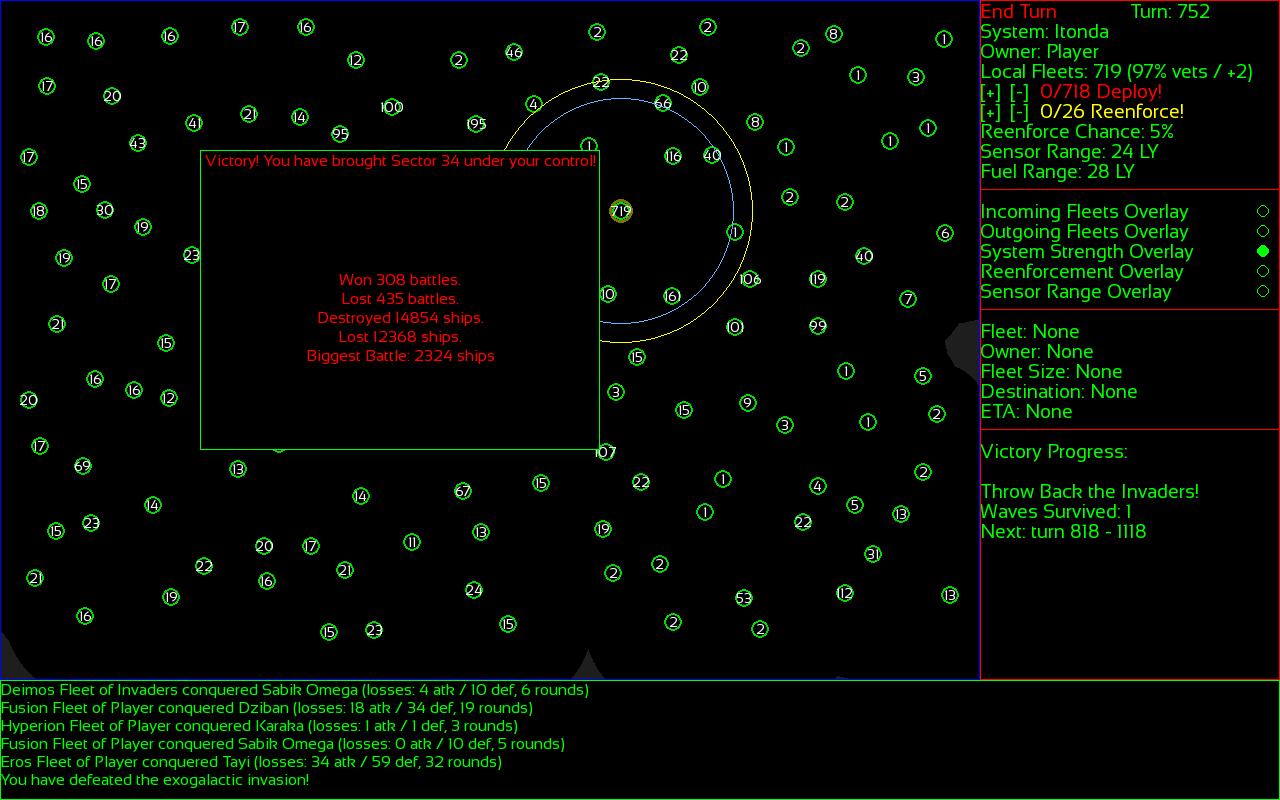 17 16 2 2 8 1
16 16 16 12 2 46 22 2
17 20 22 10 1 3
41 21 14 100 4 66 8 1
43 95 195 1 116 40 1 1
17
15
18 30 19 719 2 2
19 23 1 6
17 106 19 40
21 10 161 7
15 101 99
16 15 1 5
20 16 12 3 15 9 2
3 1
17 107
69 13 22 1 2
14 14 67 15 4 5
15 23 13 19 1 22 13
20 17 11 31
21 22 16 21 2 2
19 24 53 112 13
16 15 23 15 2 2
Victory! You have brought Sector 34 under your control!
Won 308 battles.
Lost 435 battles.
Destroyed 14854 ships.
Lost 12368 ships.
Biggest Battle: 2324 ships
End Turn Turn: 752
System: Itonda
Owner: Player
Local Fleets: 719 (97% vets / +2)
[+] [-] 0/718 Deploy!
[+] [-] 0/26 Reenforce!
Reenforce Chance: 5%
Sensor Range: 24 LY
Fuel Range: 28 LY
Incoming Fleets Overlay
Outgoing Fleets Overlay
System Strength Overlay
Reenforcement Overlay
Sensor Range Overlay
Fleet: None
Owner: None
Fleet Size: None
Destination: None
ETA: None
Victory Progress:
Throw Back the Invaders!
Waves Survived: 1
Next: turn 818 - 1118
Deimos Fleet of Invaders conquered Sabik Omega (losses: 4 atk / 10 def, 6 rounds)
Fusion Fleet of Player conquered Dziban (losses: 18 atk / 34 def, 19 rounds)
Hyperion Fleet of Player conquered Karaka (losses: 1 atk / 1 def, 3 rounds)
Fusion Fleet of Player conquered Sabik Omega (losses: 0 atk / 10 def, 5 rounds)
Eros Fleet of Player conquered Tayi (losses: 34 atk / 59 def, 32 rounds)
You have defeated the exogalactic invasion!